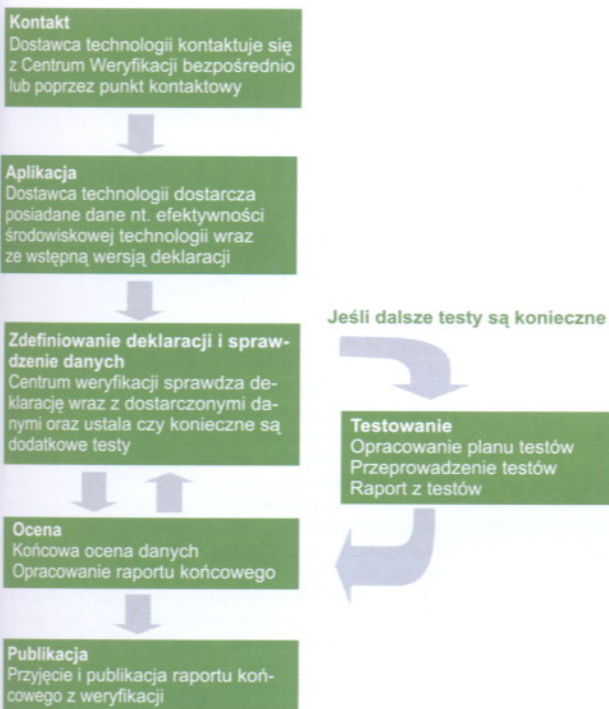 Kontakt
Dostawca technologii kontaktuje się
z Centrum Weryfikacji bezpośrednio
lub poprzez punkt kontaktowy
Aplikacja
Dostawca technologii dostarcza
posiadane dane nt. efektywności
środowiskowej technologii wraz
ze wstępną wersją deklaracji
Zdefiniowanie deklaracji i spraw-
dzenie danych
Centrum weryfikacji sprawdza de-
klarację wraz z dostarczonymi da-
nymi oraz ustala czy konieczne są
dodatkowe testy
Jeśli dalsze testy są konieczne
Testowanie
Opracowanie planu testów
Przeprowadzenie testów
Raport z testów
Ocena
Końcowa ocena danych
Opracowanie raportu końcowego
Publikacja
Przyjęcie i publikacja raportu koń-
cowego z weryfikacji